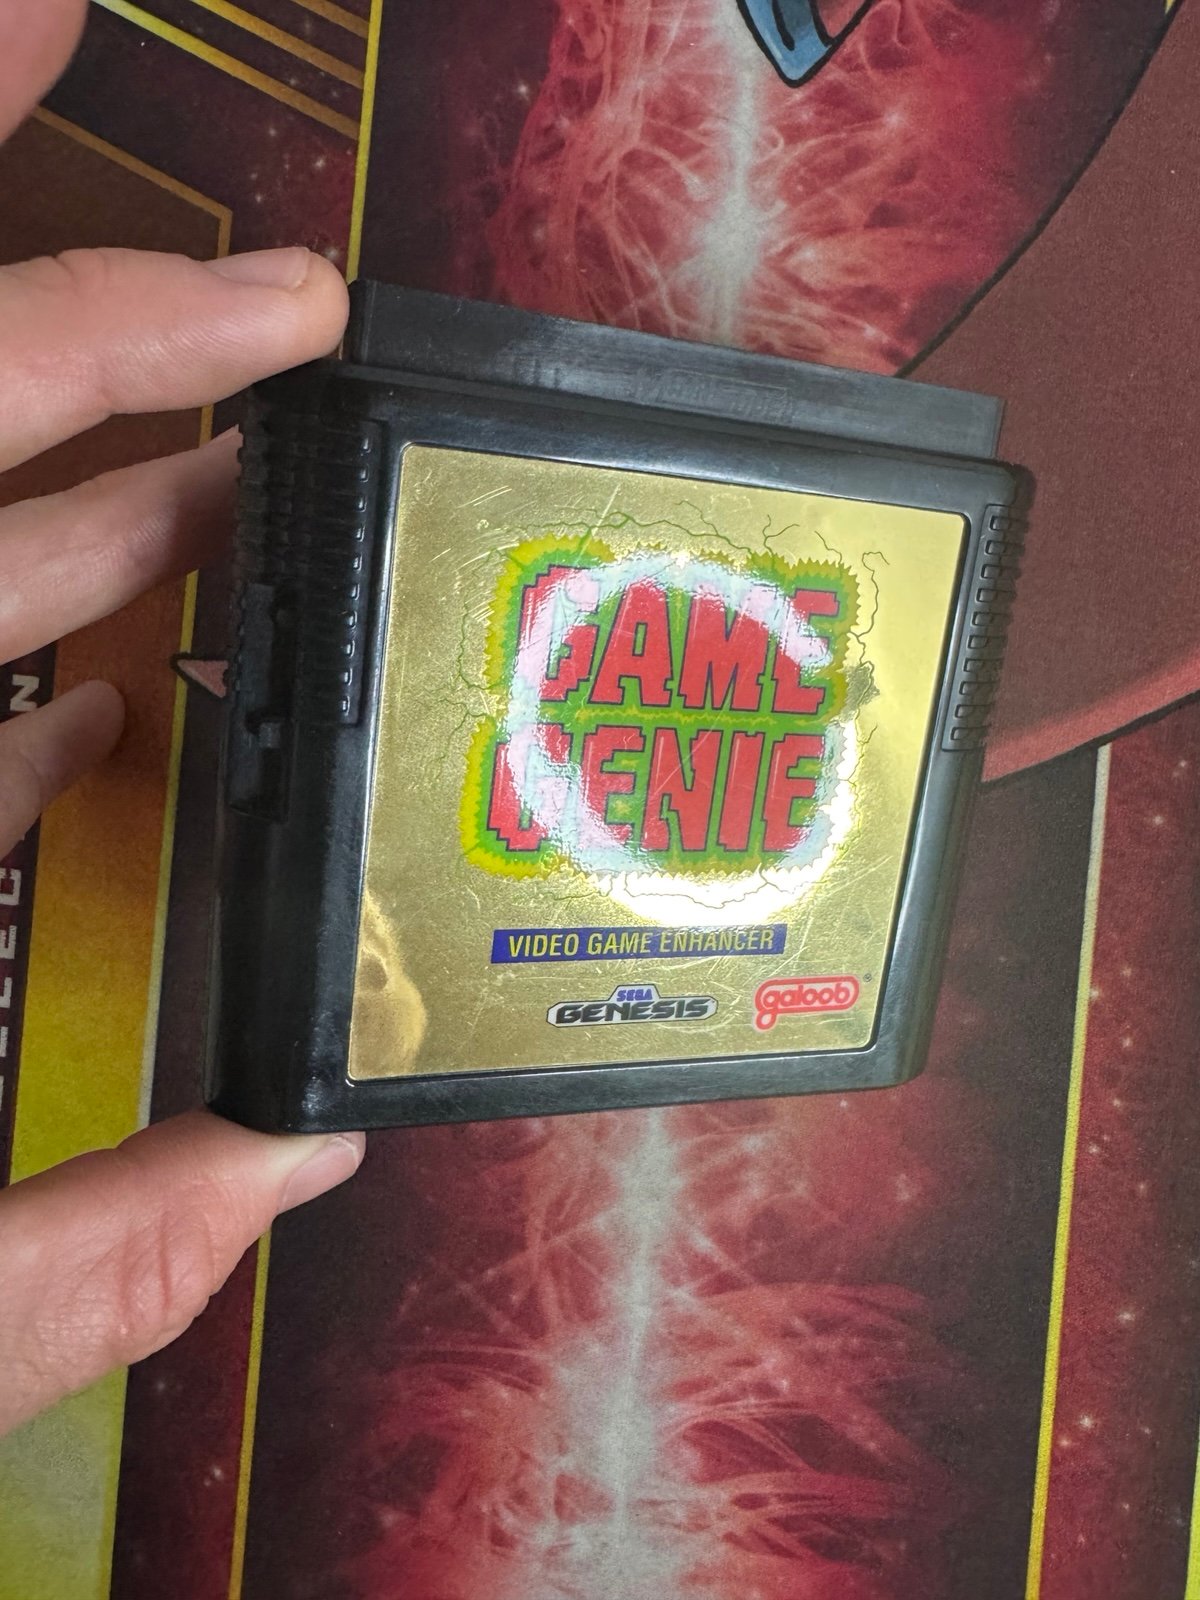 GAME
GENIE
VIDEO GAME ENHANCER
SEGA
GENESIS
galoob®